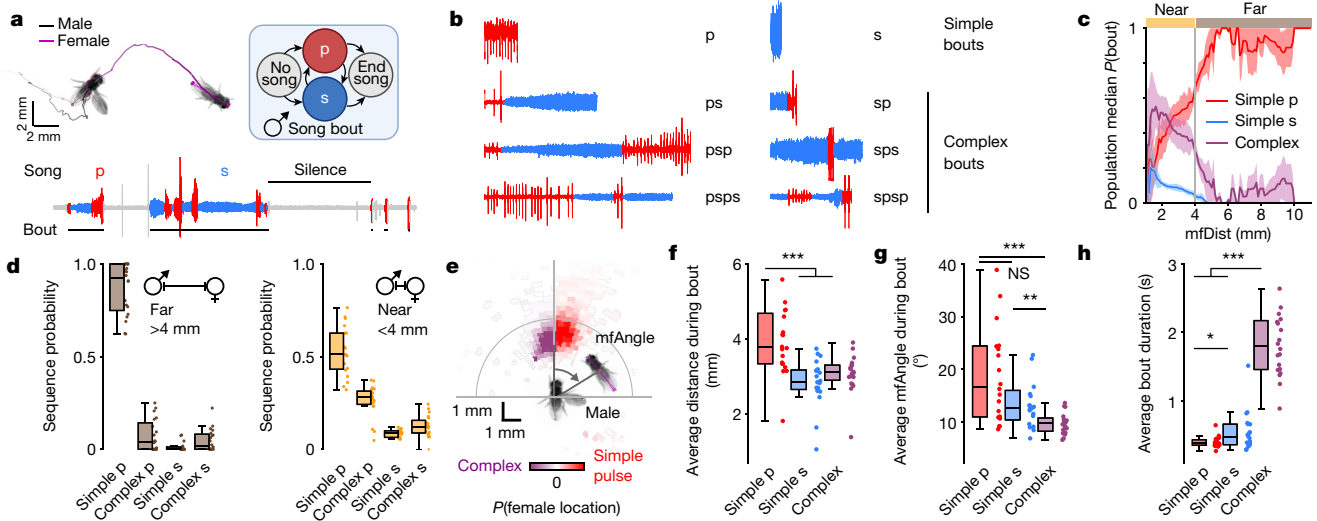 a
Male
Female
2 mm
2 mm
p
No song
End song
s
Song bout
Song
p
s
Silence
Bout
b
p
s
Simple bouts
ps
sp
psp
sps
Complex bouts
psps
spsp
c
Near
Far
Population median P(bout)
1
0
Simple p
Simple s
Complex
2
4
6
8
10
mfDist (mm)
d
Sequence probability
1.0
0.5
0
Far
>4 mm
Simple p
Complex p
Simple s
Complex s
Sequence probability
1.0
0.5
0
Near
<4 mm
Simple p
Complex p
Simple s
Complex s
e
mfAngle
Male
1 mm
1 mm
Complex
Simple pulse
0
P(female location)
f
Average distance during bout (mm)
6
4
2
***
Simple p
Simple s
Complex
g
Average mfAngle during bout (°)
40
30
20
10
***
NS
**
Simple p
Simple s
Complex
h
Average bout duration (s)
3
2
1
0
***
*
Simple p
Simple s
Complex